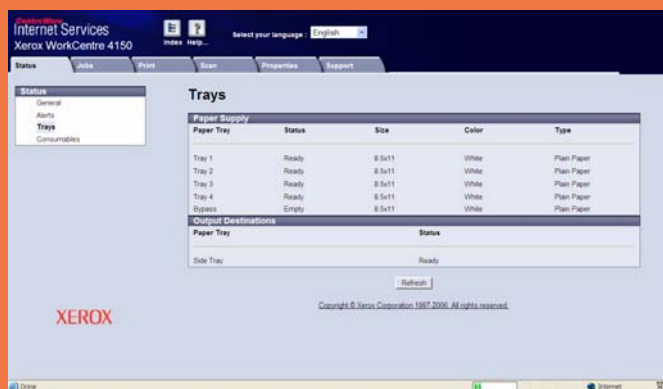 CentreWare
Internet Services
Xerox WorkCentre 4150
Index Help...
Select your language : English
Status Jobs Print Scan Properties Support
Status
General
Alerts
Trays
Consumables
Trays
Paper Supply
Paper Tray Status Size Color Type
Tray 1 Ready 8.5x11 White Plain Paper
Tray 2 Ready 8.5x11 White Plain Paper
Tray 3 Ready 8.5x11 White Plain Paper
Tray 4 Ready 8.5x11 White Plain Paper
Bypass Empty 8.5x11 White Plain Paper
Output Destinations
Paper Tray Status
Side Tray Ready
Refresh
Copyright © Xerox Corporation 1997-2006. All rights reserved.
XEROX
Done Internet